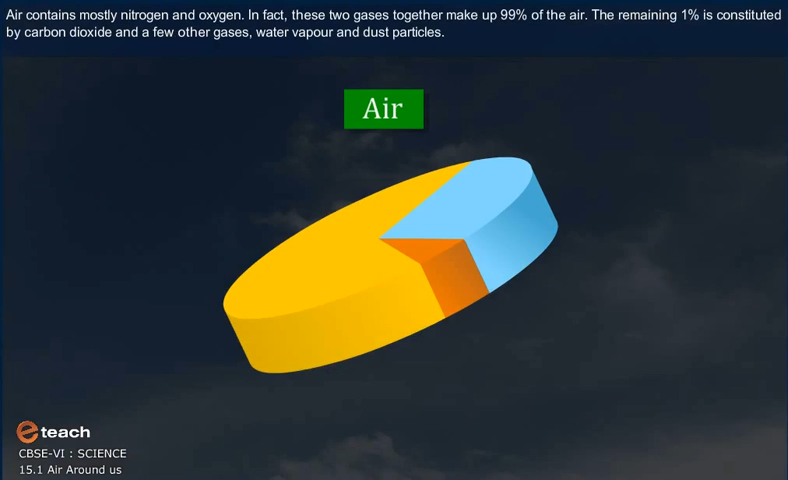 Air contains mostly nitrogen and oxygen. In fact, these two gases together make up 99% of the air. The remaining 1% is constituted
by carbon dioxide and a few other gases, water vapour and dust particles.
Air
e teach
CBSE-VI : SCIENCE
15.1 Air Around us